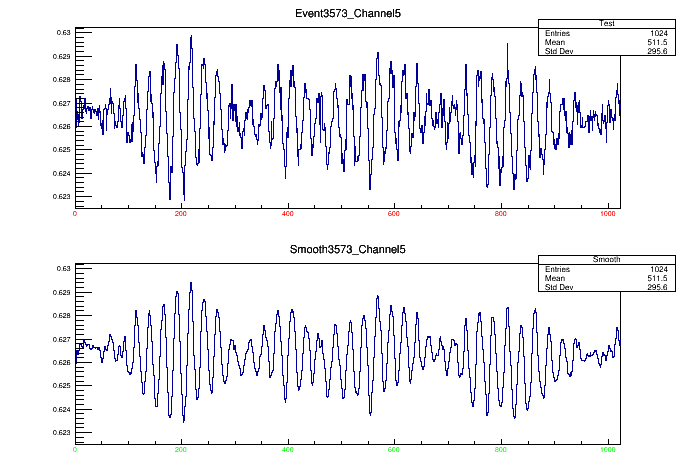 Event3573_Channel5
Test
Entries 1024
Mean 511.5
Std Dev 295.6
0.63
0.629
0.628
0.627
0.626
0.625
0.624
0.623
0 200 400 600 800 1000
Smooth3573_Channel5
Smooth
Entries 1024
Mean 511.5
Std Dev 295.6
0.63
0.629
0.628
0.627
0.626
0.625
0.624
0.623
0 200 400 600 800 1000